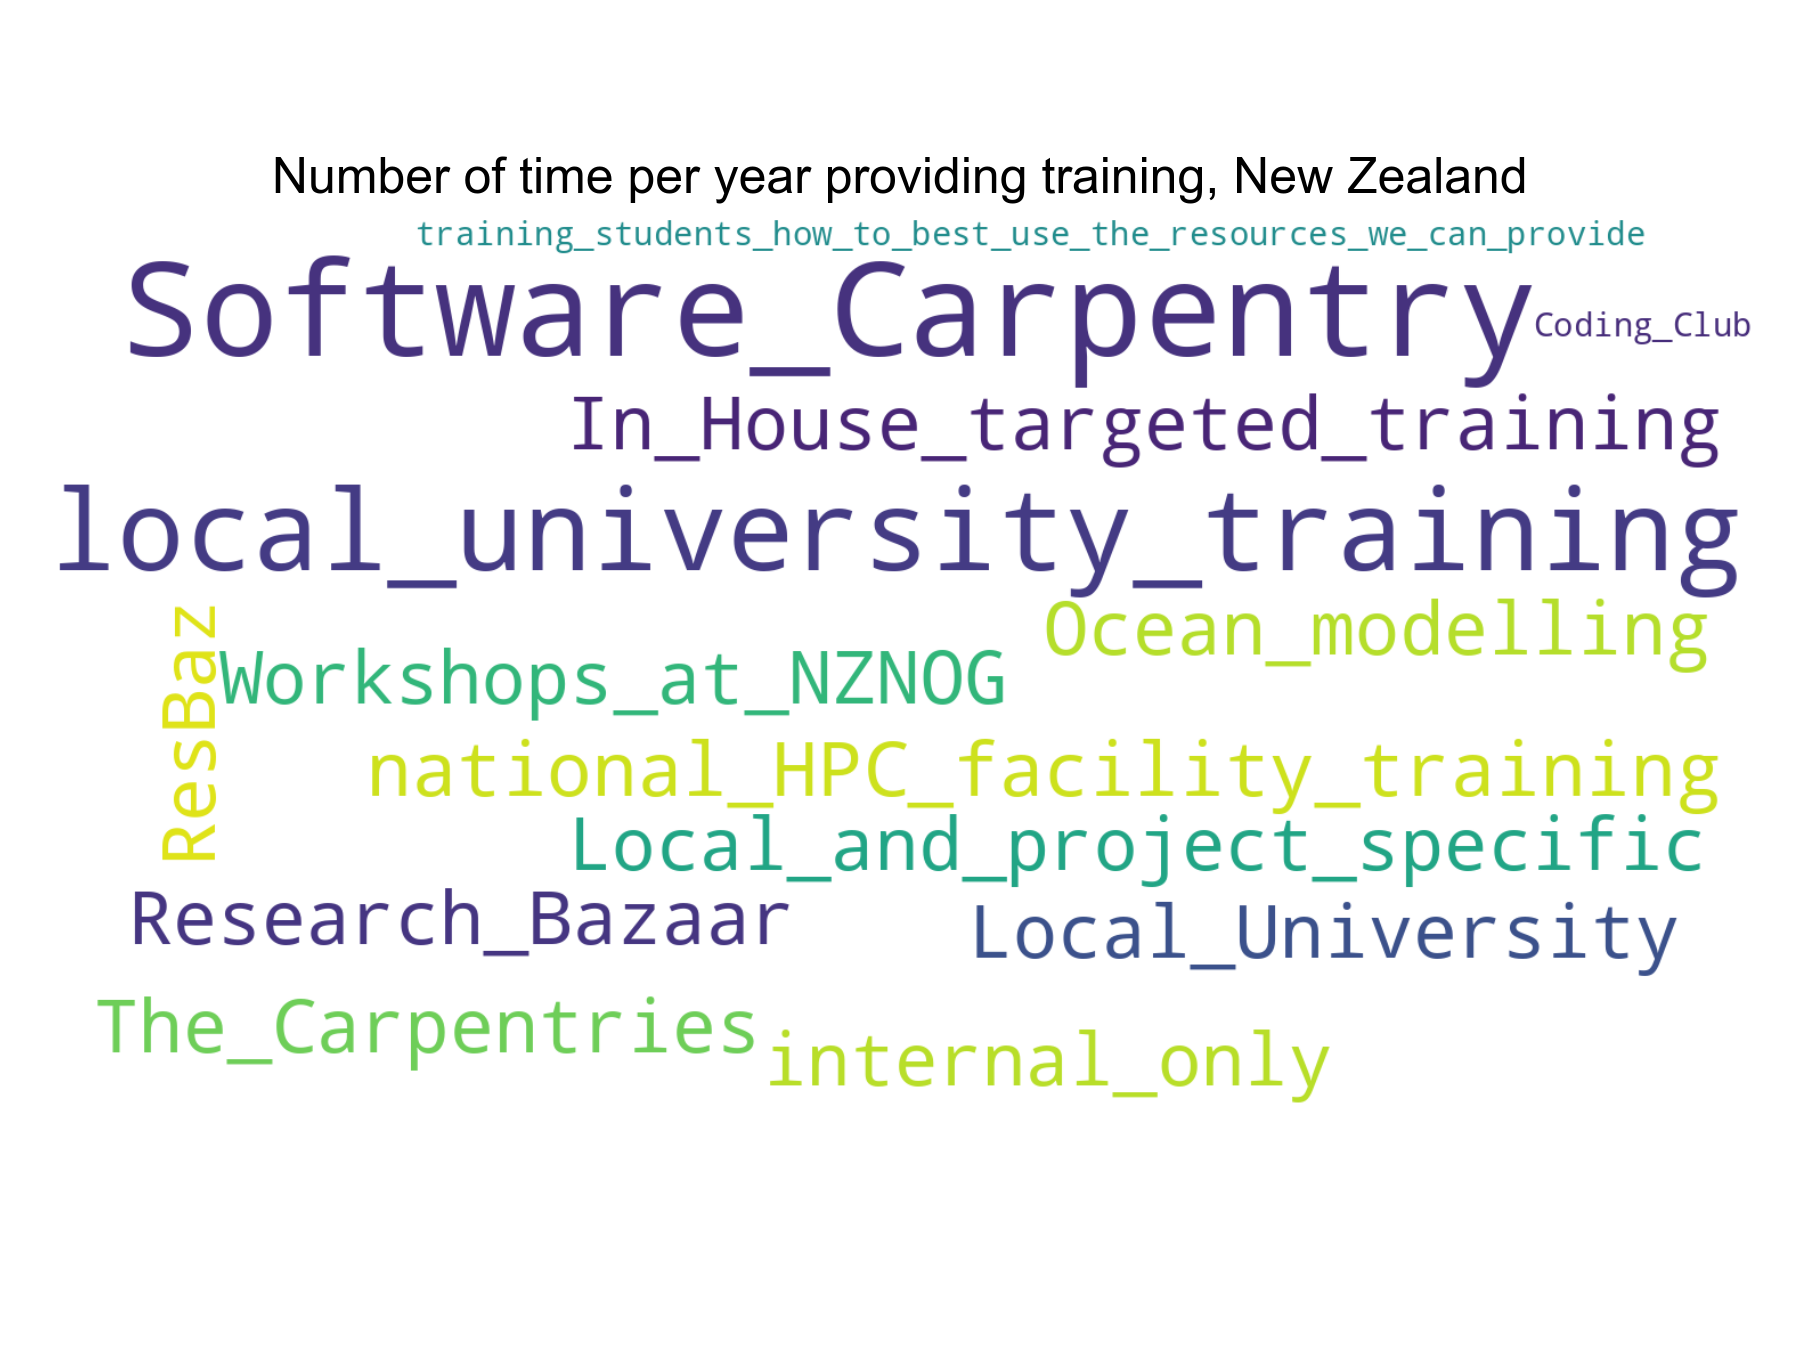 Number of time per year providing training, New Zealand
training_students_how_to_best_use_the_resources_we_can_provide
Software_Carpentry
Coding_Club
In_House_targeted_training
local_university_training
Ocean_modelling
ResBaz
Workshops_at_NZNOG
national_HPC_facility_training
Local_and_project_specific
Research_Bazaar
Local_University
The_Carpentries
internal_only